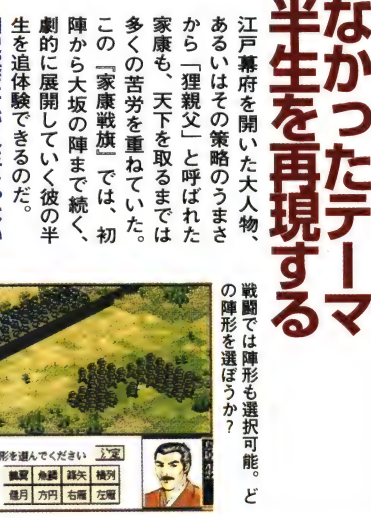 なかったテーマ
半生を再現する
江戸幕府を開いた大人物、
あるいはその策略のうまさ
から「狸親父」と呼ばれた
家康も、天下を取るまでは
多くの苦労を重ねていた。
この『家康戦旗』では、初
陣から大坂の陣まで続く、
劇的に展開していく彼の半
生を追体験できるのだ。
戦闘では陣形も選択可能。ど
の陣形を選ぼうか?
形を選んでください 決定
鶴翼 魚鱗 鋒矢 横列
偃月 方円 右雁 左雁